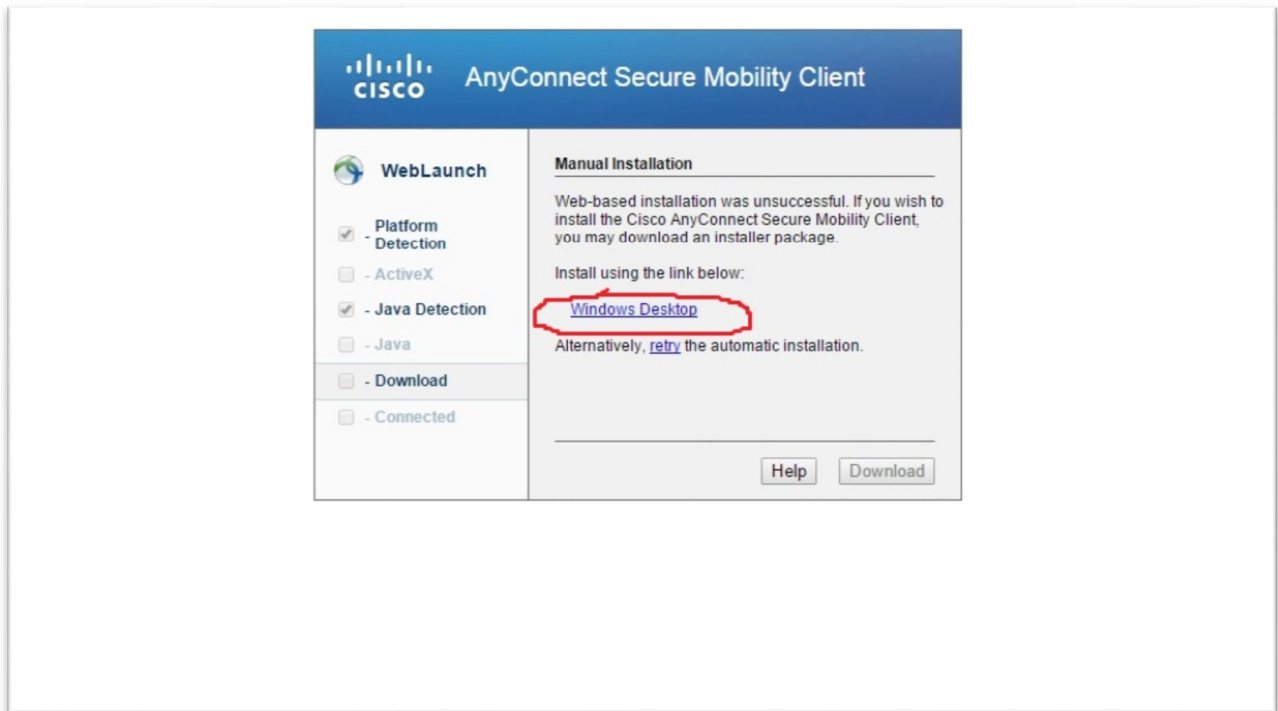 CISCO
AnyConnect Secure Mobility Client
WebLaunch
- Platform
Detection
- ActiveX
- Java Detection
- Java
- Download
- Connected
Manual Installation
Web-based installation was unsuccessful. If you wish to
install the Cisco AnyConnect Secure Mobility Client,
you may download an installer package.
Install using the link below:
Windows Desktop
Alternatively, retry the automatic installation.
Help
Download